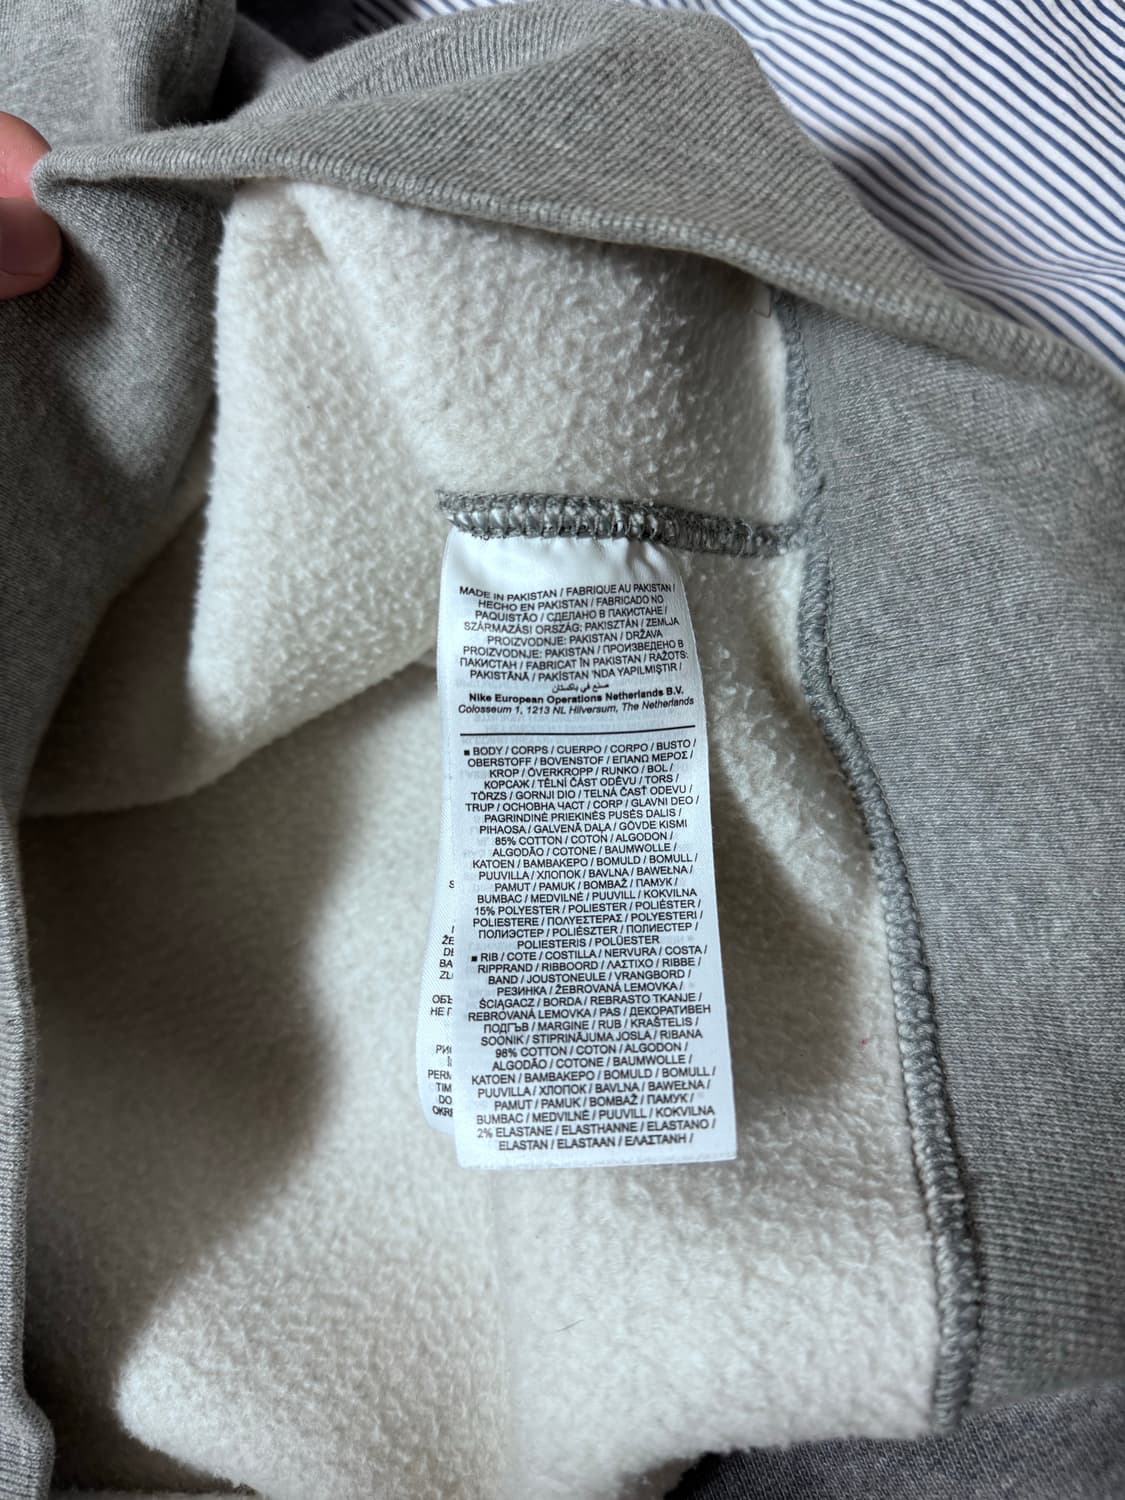 MADE IN PAKISTAN / FABRIQUE AU PAKISTAN /
HECHO EN PAKISTAN / FABRICADO NO
PAQUISTÃO / СДЕЛАНО В ПАКИСТАНЕ /
SZÁRMAZÁSI ORSZÁG: PAKISZTÁN / ZEMLJA
PROIZVODNJE: PAKISTAN / DRŽAVA
PROIZVODNJE: PAKISTAN / ПРОИЗВЕДЕНО В
ПАКИСТАН / FABRICAT ÎN PAKISTAN / RAŽOTS:
PAKISTĀNĀ / PAKISTAN 'NDA YAPILMIŞTIR /
صنع في باكستان
Nike European Operations Netherlands B.V.
Colosseum 1, 1213 NL Hilversum, The Netherlands
■ BODY / CORPS / CUERPO / CORPO / BUSTO /
OBERSTOFF / BOVENSTOF / ΕΠΑΝΩ ΜΕΡΟΣ /
KROP / ÖVERKROPP / RUNKO / BOL /
КОРСАЖ / TĚLNÍ ČÁST ODĚVU / TORS /
TÖRZS / GORNJI DIO / TELNÁ ČASŤ ODEVU /
TRUP / ОСНОВНА ЧАСТ / CORP / GLAVNI DEO /
PAGRINDINĖ PRIEKINĖS PUSĖS DALIS /
PIHAOSA / GALVENĀ DAĻA / GÖVDE KISMI
85% COTTON / COTON / ALGODON /
ALGODÃO / COTONE / BAUMWOLLE /
KATOEN / ΒΑΜΒΑΚΕΡΟ / BOMULD / BOMULL /
PUUVILLA / ХЛОПОК / BAVLNA / BAWEŁNA /
PAMUT / PAMUK / BOMBAŽ / ПАМУК /
BUMBAC / MEDVILNĖ / PUUVILL / KOKVILNA
15% POLYESTER / POLIESTER / POLIÉSTER /
POLIESTERE / ΠΟΛΥΕΣΤΕΡΑΣ / POLYESTERI /
ПОЛИЭСТЕР / POLIÉSZTER / ПОЛИЕСТЕР /
POLIESTERIS / POLÜESTER
■ RIB / COTE / COSTILLA / NERVURA / COSTA /
RIPPRAND / RIBBOORD / ΛΑΣΤΙΧΟ / RIBBE /
BAND / JOUSTONEULE / VRANGBORD /
РЕЗИНКА / ŽEBROVANÁ LEMOVKA /
ŚCIĄGACZ / BORDA / REBRASTO TKANJE /
REBROVANÁ LEMOVKA / PAS / ДЕКОРАТИВЕН
ПОДГЪВ / MARGINE / RUB / KRAŠTELIS /
SOONIK / STIPRINĀJUMA JOSLA / RIBANA
98% COTTON / COTON / ALGODON /
ALGODÃO / COTONE / BAUMWOLLE /
KATOEN / ΒΑΜΒΑΚΕΡΟ / BOMULD / BOMULL /
PUUVILLA / ХЛОПОК / BAVLNA / BAWEŁNA /
PAMUT / PAMUK / BOMBAŽ / ПАМУК /
BUMBAC / MEDVILNĖ / PUUVILL / KOKVILNA
2% ELASTANE / ELASTHANNE / ELASTANO /
ELASTAN / ELASTAAN / ΕΛΑΣΤΑΝΗ /